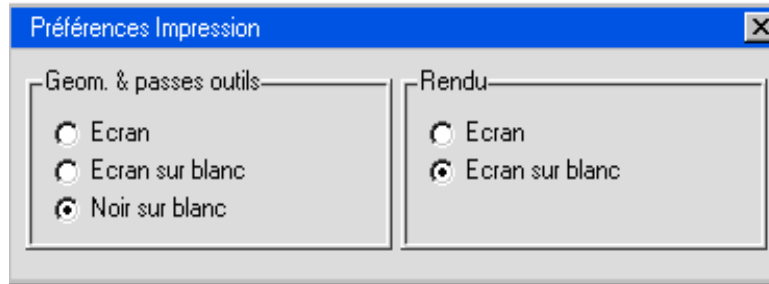 Préférences Impression
Geom. & passes outils
Ecran
Ecran sur blanc
Noir sur blanc
Rendu
Ecran
Ecran sur blanc